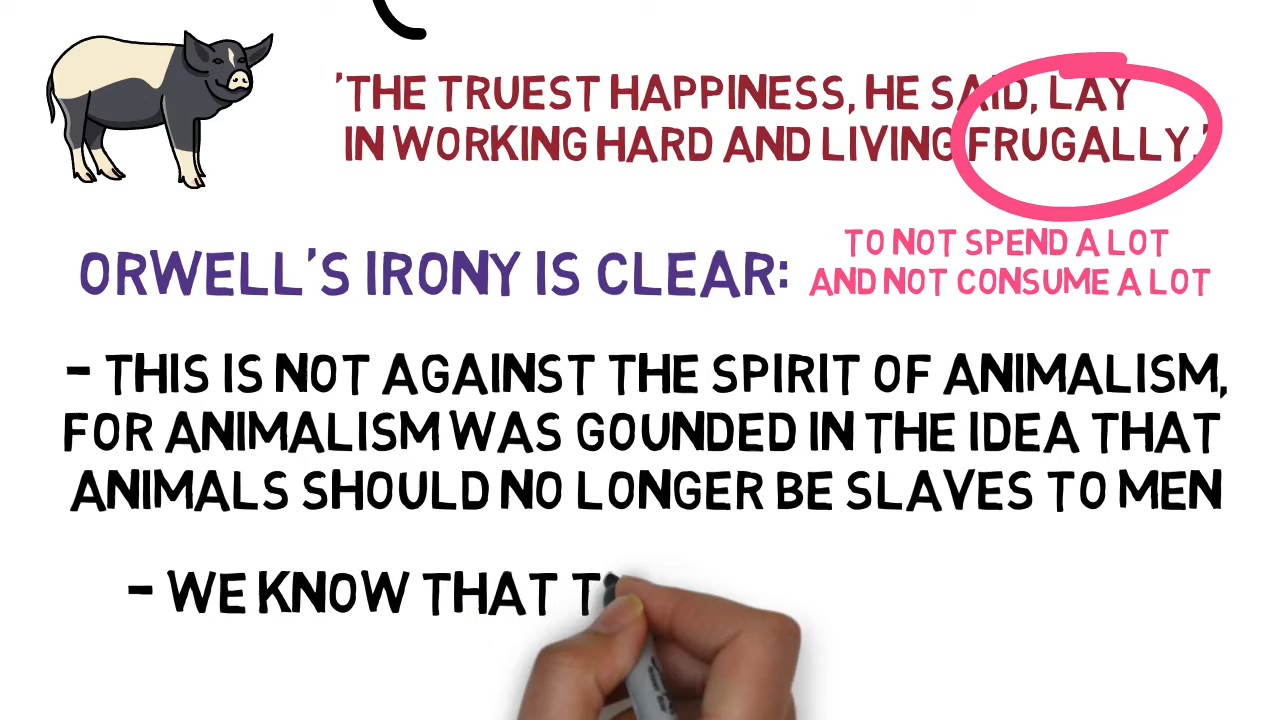 'THE TRUEST HAPPINESS, HE SAID, LAY
IN WORKING HARD AND LIVING FRUGALLY.'
ORWELL'S IRONY IS CLEAR:
TO NOT SPEND A LOT
AND NOT CONSUME A LOT
- THIS IS NOT AGAINST THE SPIRIT OF ANIMALISM,
FOR ANIMALISM WAS GOUNDED IN THE IDEA THAT
ANIMALS SHOULD NO LONGER BE SLAVES TO MEN
- WE KNOW THAT T